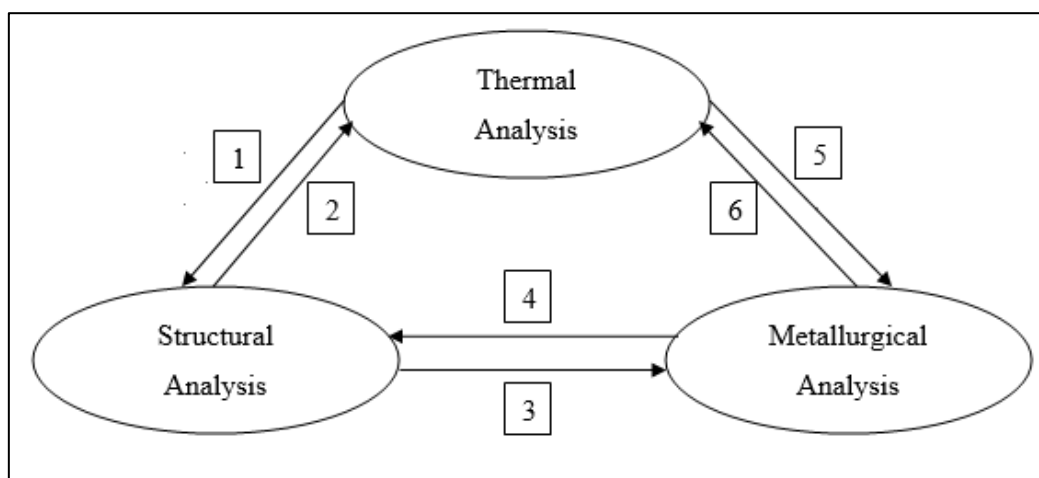 Thermal
Analysis
1
5
2
6
4
Structural
Analysis
Metallurgical
Analysis
3